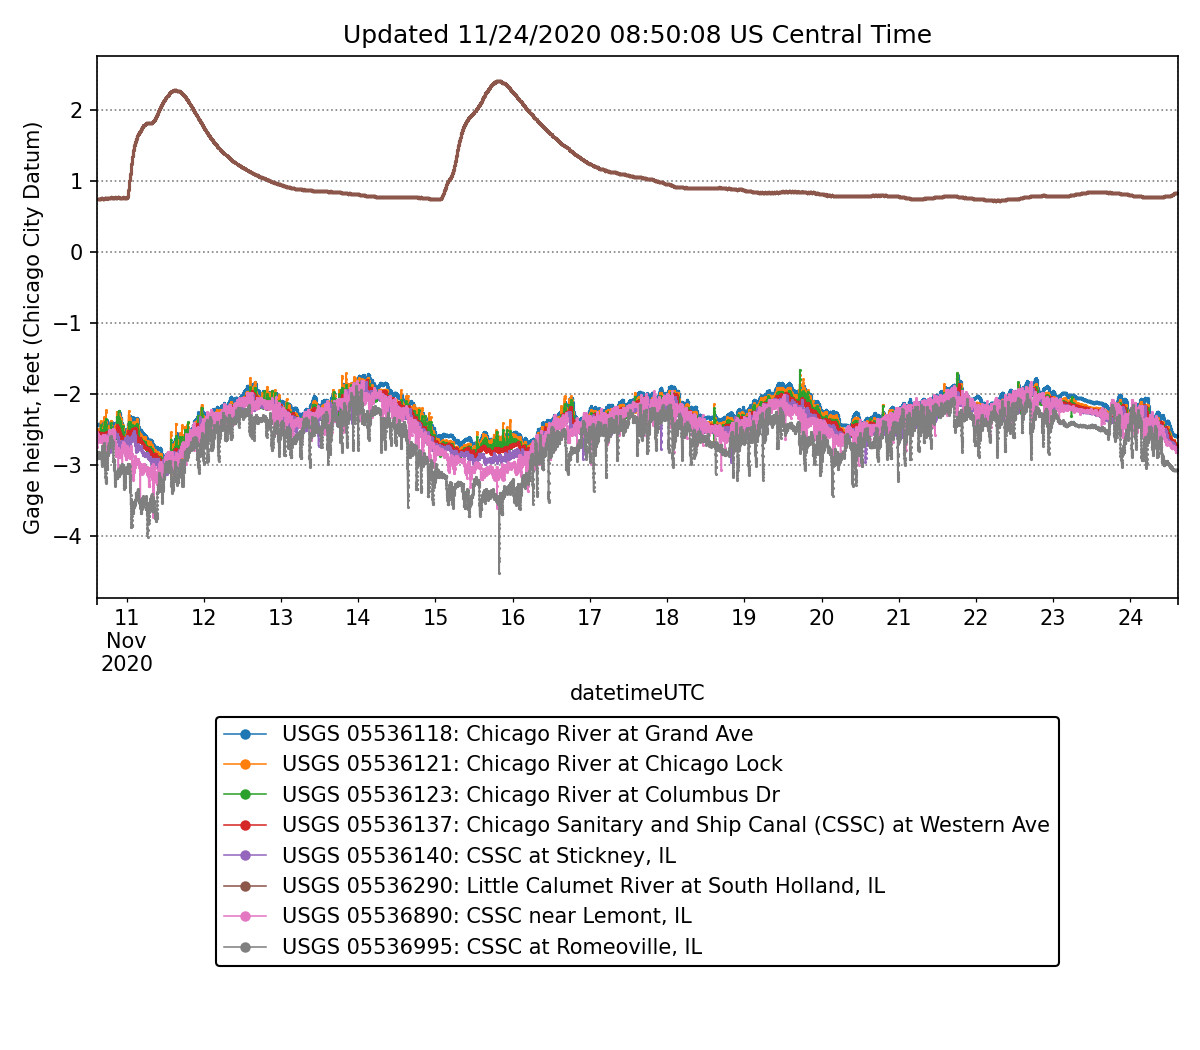 Updated 11/24/2020 08:50:08 US Central Time
Gage height, feet (Chicago City Datum)
2
1
0
−1
−2
−3
−4
11 12 13 14 15 16 17 18 19 20 21 22 23 24
Nov
2020
datetimeUTC
USGS 05536118: Chicago River at Grand Ave
USGS 05536121: Chicago River at Chicago Lock
USGS 05536123: Chicago River at Columbus Dr
USGS 05536137: Chicago Sanitary and Ship Canal (CSSC) at Western Ave
USGS 05536140: CSSC at Stickney, IL
USGS 05536290: Little Calumet River at South Holland, IL
USGS 05536890: CSSC near Lemont, IL
USGS 05536995: CSSC at Romeoville, IL